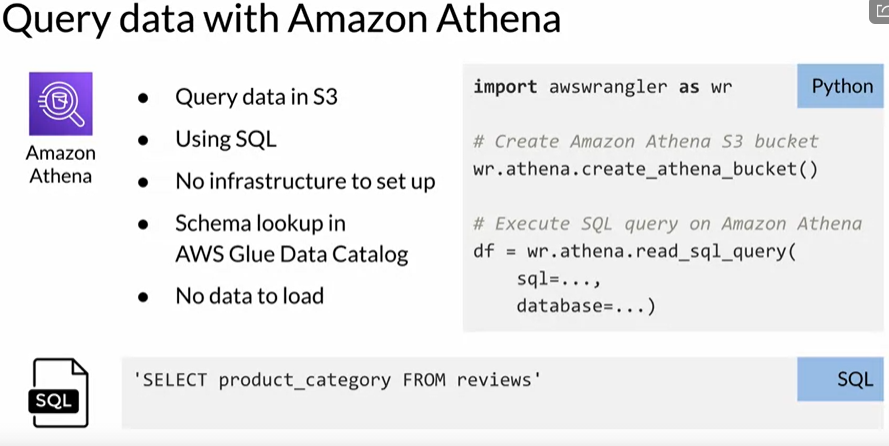 Query data with Amazon Athena
Amazon
Athena
● Query data in S3
● Using SQL
● No infrastructure to set up
● Schema lookup in
AWS Glue Data Catalog
● No data to load
Python
import awswrangler as wr
# Create Amazon Athena S3 bucket
wr.athena.create_athena_bucket()
# Execute SQL query on Amazon Athena
df = wr.athena.read_sql_query(
    sql=...,
    database=...)
SQL
'SELECT product_category FROM reviews'
SQL